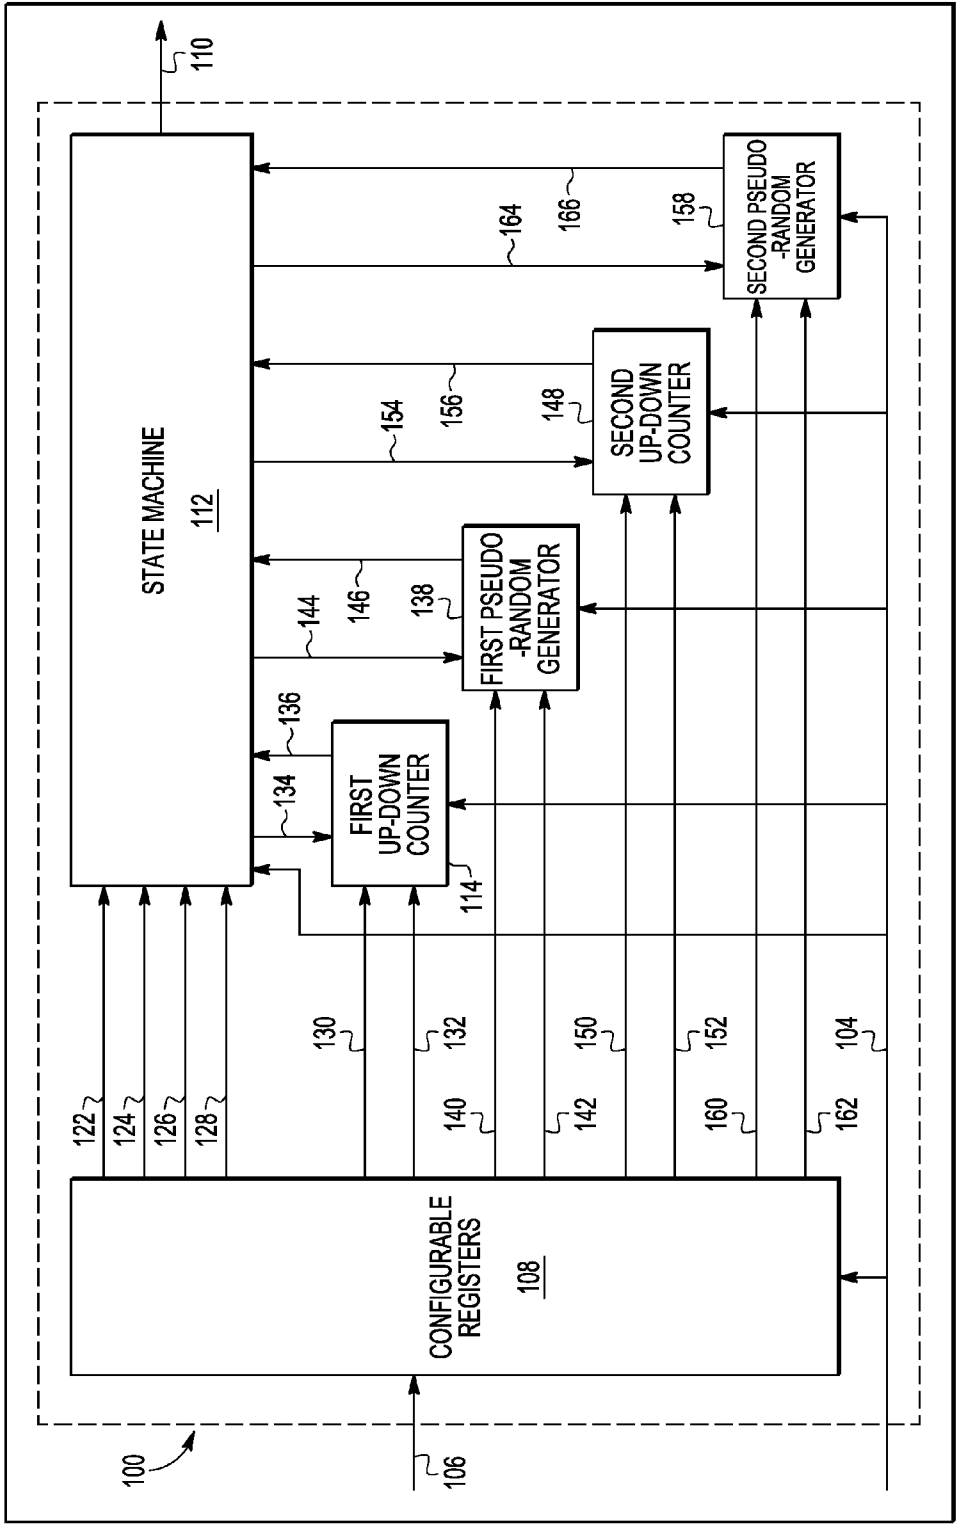 100
106
CONFIGURABLE
REGISTERS
108
122
124
126
128
130
132
140
142
150
152
160
162
104
STATE MACHINE
112
110
134
136
FIRST
UP-DOWN
COUNTER
114
144
146
138
FIRST PSEUDO
-RANDOM
GENERATOR
154
156
148
SECOND
UP-DOWN
COUNTER
164
166
158
SECOND PSEUDO
-RANDOM
GENERATOR